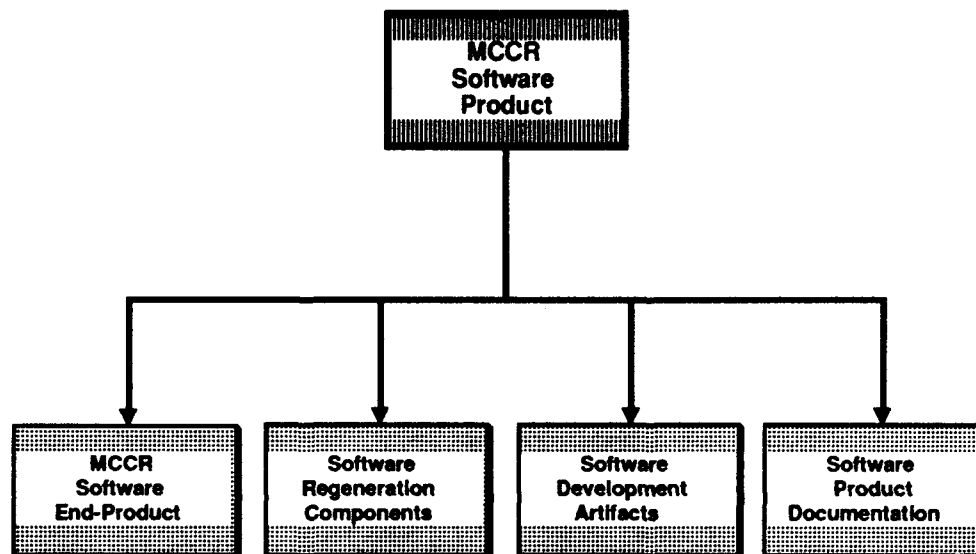 MCCR
Software
Product
MCCR
Software
End-Product
Software
Regeneration
Components
Software
Development
Artifacts
Software
Product
Documentation